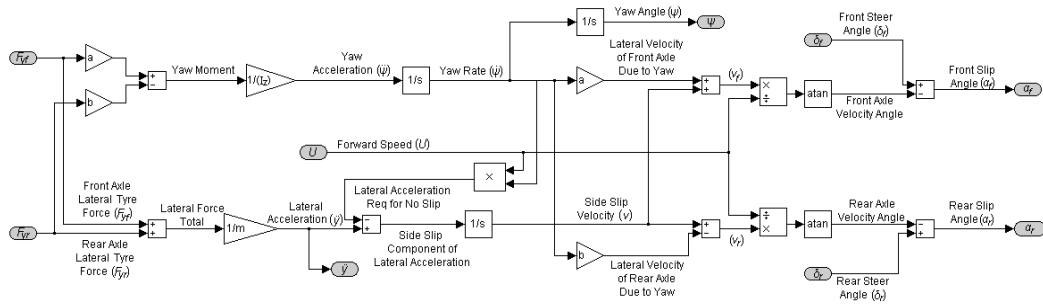 1/s
Yaw Angle (ψ)
ψ
Front Steer
Angle (δf)
δf
Fyf
a
b
+
−
Yaw Moment
1/(Iz)
Yaw
Acceleration (ψ̈)
1/s
Yaw Rate (ψ̇)
Lateral Velocity
of Front Axle
Due to Yaw
a
+
+
(vf)
×
÷
atan
Front Axle
Velocity Angle
+
−
Front Slip
Angle (αf)
αf
U
Forward Speed (U)
×
Front Axle
Lateral Tyre
Force (Fyf)
Fyr
Rear Axle
Lateral Tyre
Force (Fyr)
+
+
Lateral Force
Total
1/m
Lateral
Acceleration (ÿ)
ÿ
Lateral Acceleration
Req for No Slip
−
+
Side Slip
Component of
Lateral Acceleration
1/s
Side Slip
Velocity (v)
b
Lateral Velocity
of Rear Axle
Due to Yaw
+
−
(vr)
÷
×
atan
Rear Axle
Velocity Angle
−
+
Rear Slip
Angle (αr)
αr
δr
Rear Steer
Angle (δr)